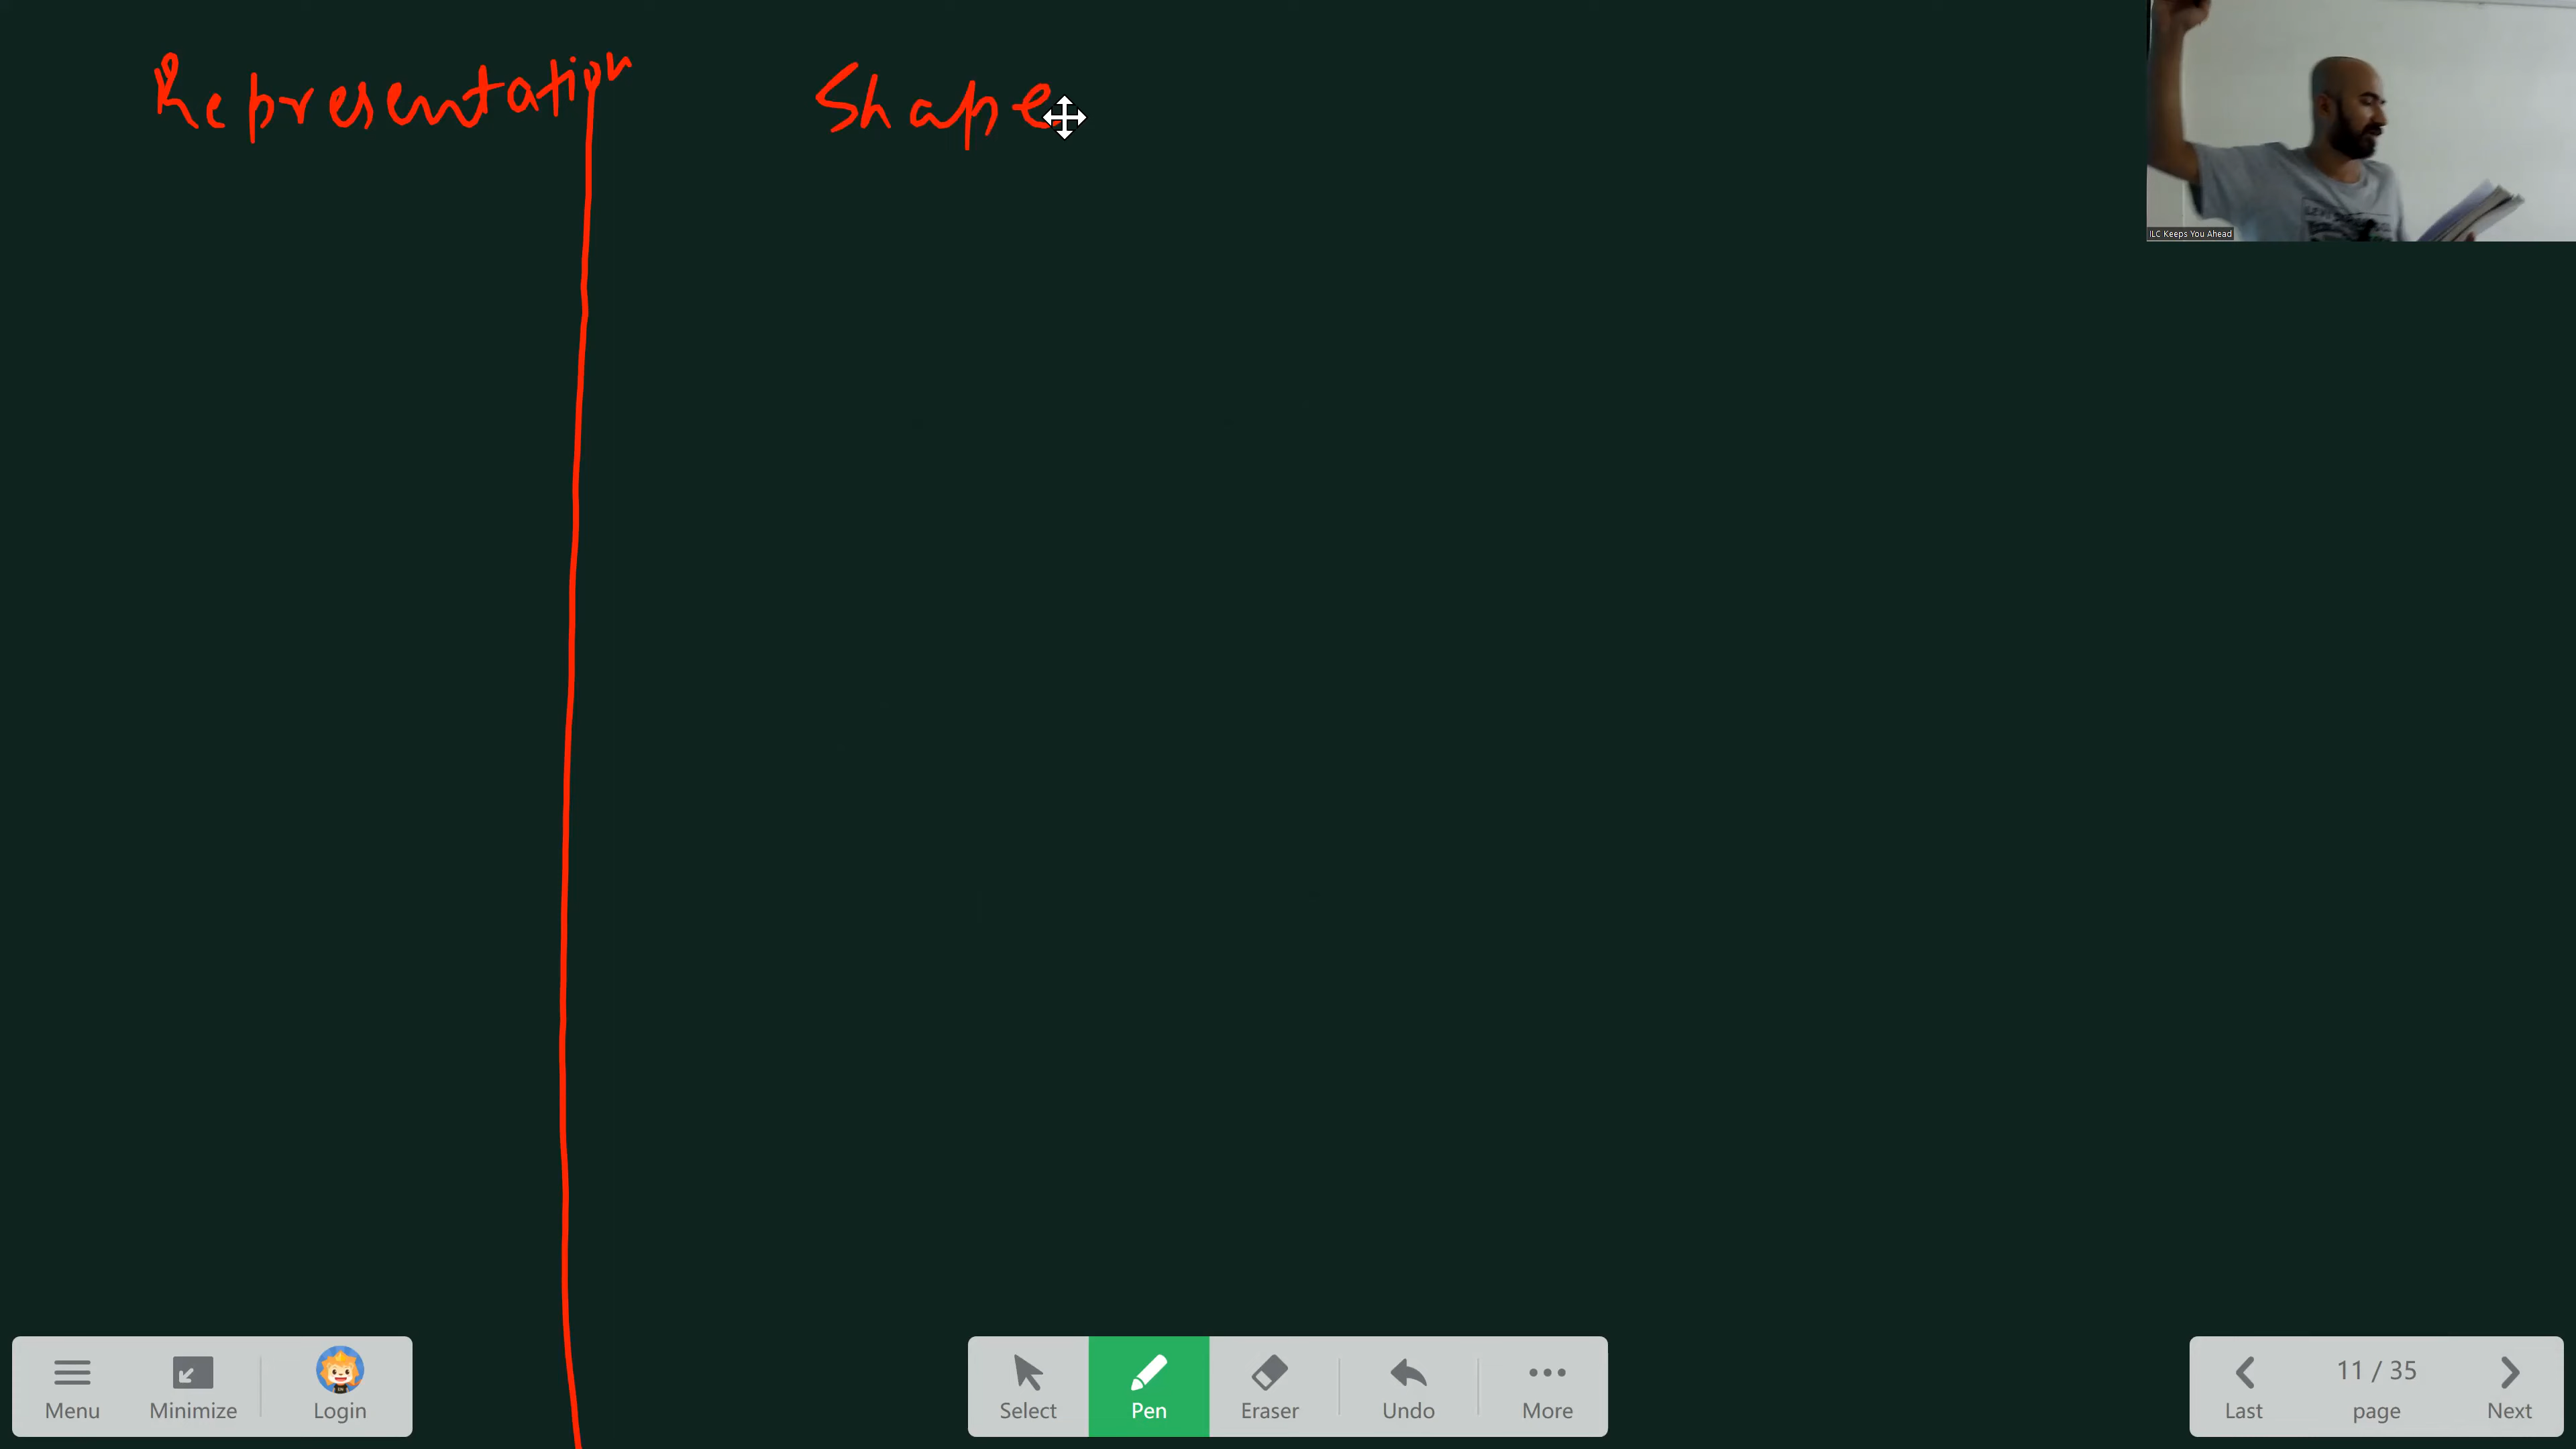 Representation Shape
ILC Keeps You Ahead
Menu Minimize Login Select Pen Eraser Undo More Last 11 / 35 page Next